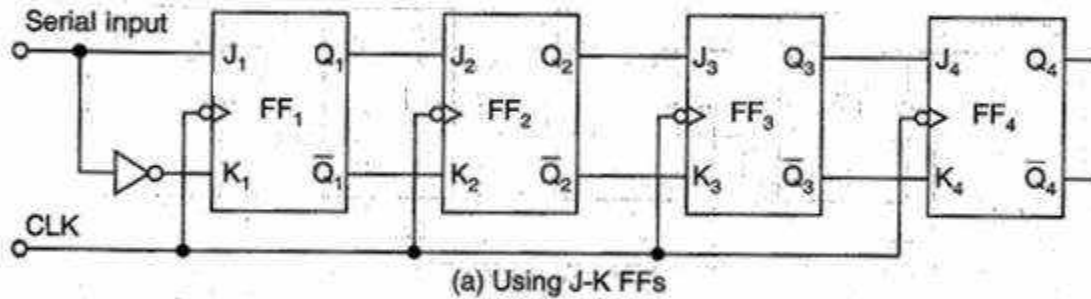 Serial input
J₁ Q₁ J₂ Q₂ J₃ Q₃ J₄ Q₄
FF₁ FF₂ FF₃ FF₄
K₁ Q̅₁ K₂ Q̅₂ K₃ Q̅₃ K₄ Q̅₄
CLK
(a) Using J-K FFs